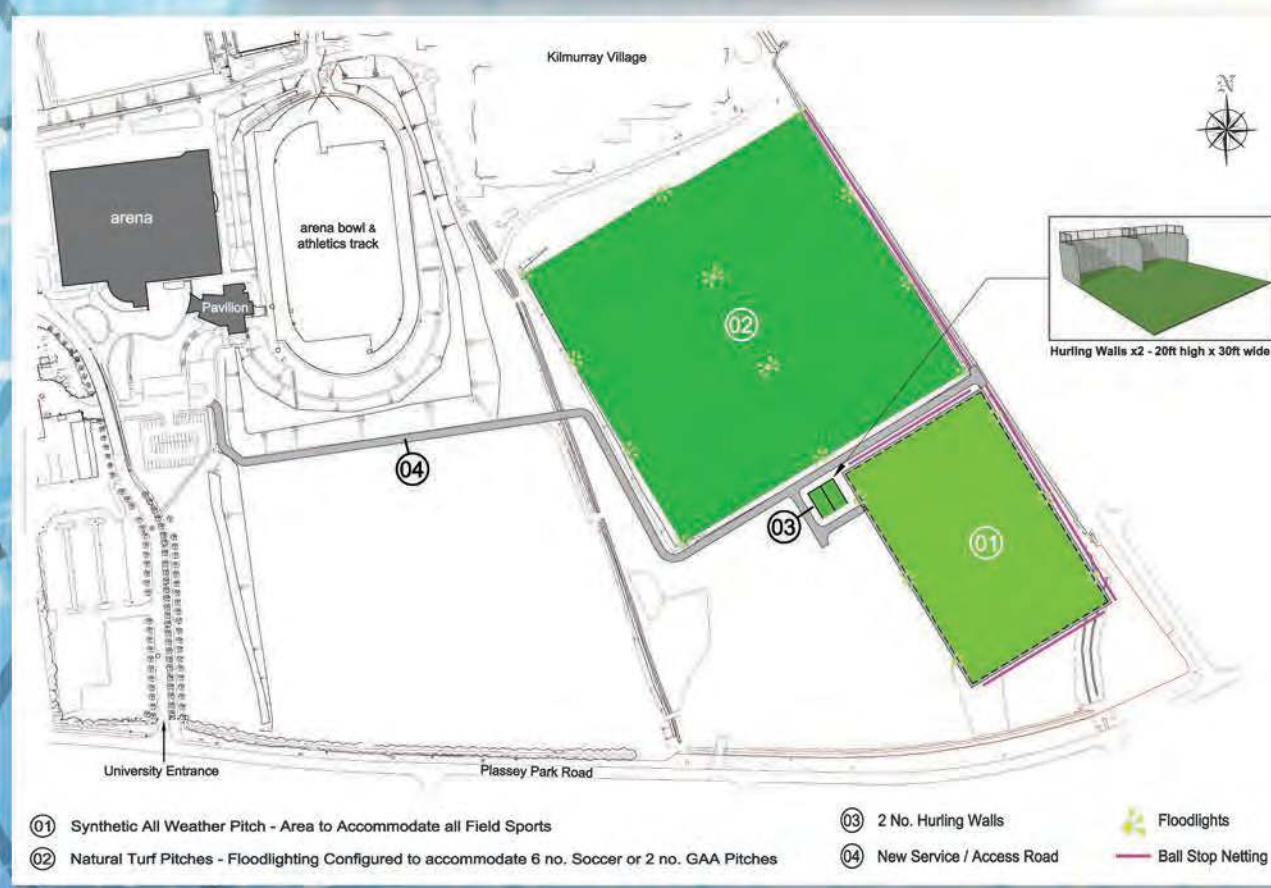 Kilmurray Village
N
arena
arena bowl &
athletics track
Pavilion
02
Hurling Walls x2 - 20ft high x 30ft wide
04
03
01
University Entrance
Plassey Park Road
01 Synthetic All Weather Pitch - Area to Accommodate all Field Sports
02 Natural Turf Pitches - Floodlighting Configured to accommodate 6 no. Soccer or 2 no. GAA Pitches
03 2 No. Hurling Walls
04 New Service / Access Road
Floodlights
Ball Stop Netting